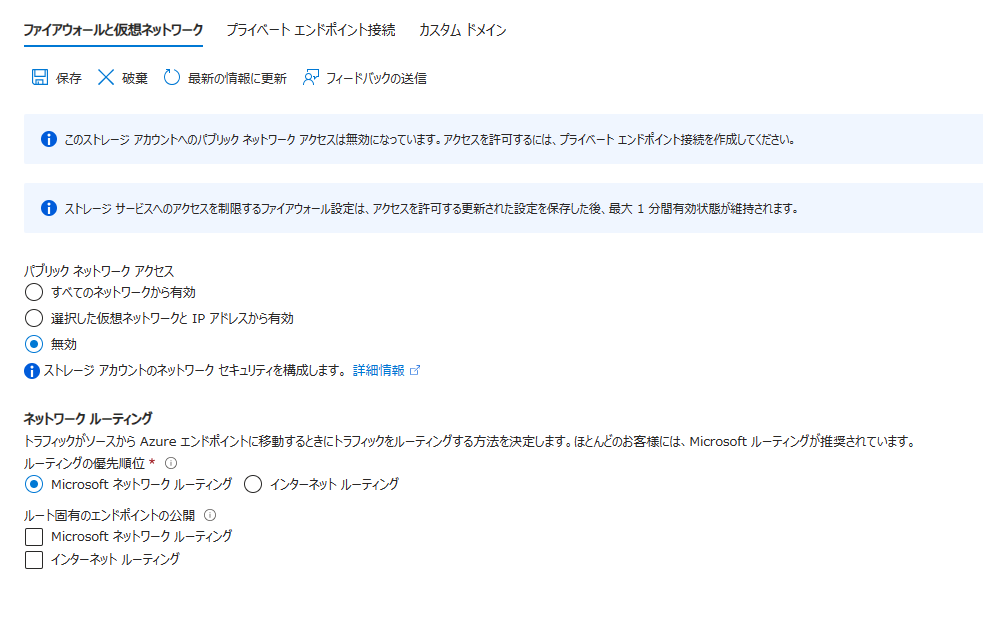 ファイアウォールと仮想ネットワーク プライベート エンドポイント接続 カスタム ドメイン
保存 破棄 最新の情報に更新 フィードバックの送信
このストレージ アカウントへのパブリック ネットワーク アクセスは無効になっています。アクセスを許可するには、プライベート エンドポイント接続を作成してください。
ストレージ サービスへのアクセスを制限するファイアウォール設定は、アクセスを許可する更新された設定を保存した後、最大 1 分間有効状態が維持されます。
パブリック ネットワーク アクセス
すべてのネットワークから有効
選択した仮想ネットワークと IP アドレスから有効
無効
ストレージ アカウントのネットワーク セキュリティを構成します。 詳細情報
ネットワーク ルーティング
トラフィックがソースから Azure エンドポイントに移動するときにトラフィックをルーティングする方法を決定します。ほとんどのお客様には、Microsoft ルーティングが推奨されています。
ルーティングの優先順位 *
Microsoft ネットワーク ルーティング インターネット ルーティング
ルート固有のエンドポイントの公開
Microsoft ネットワーク ルーティング
インターネット ルーティング